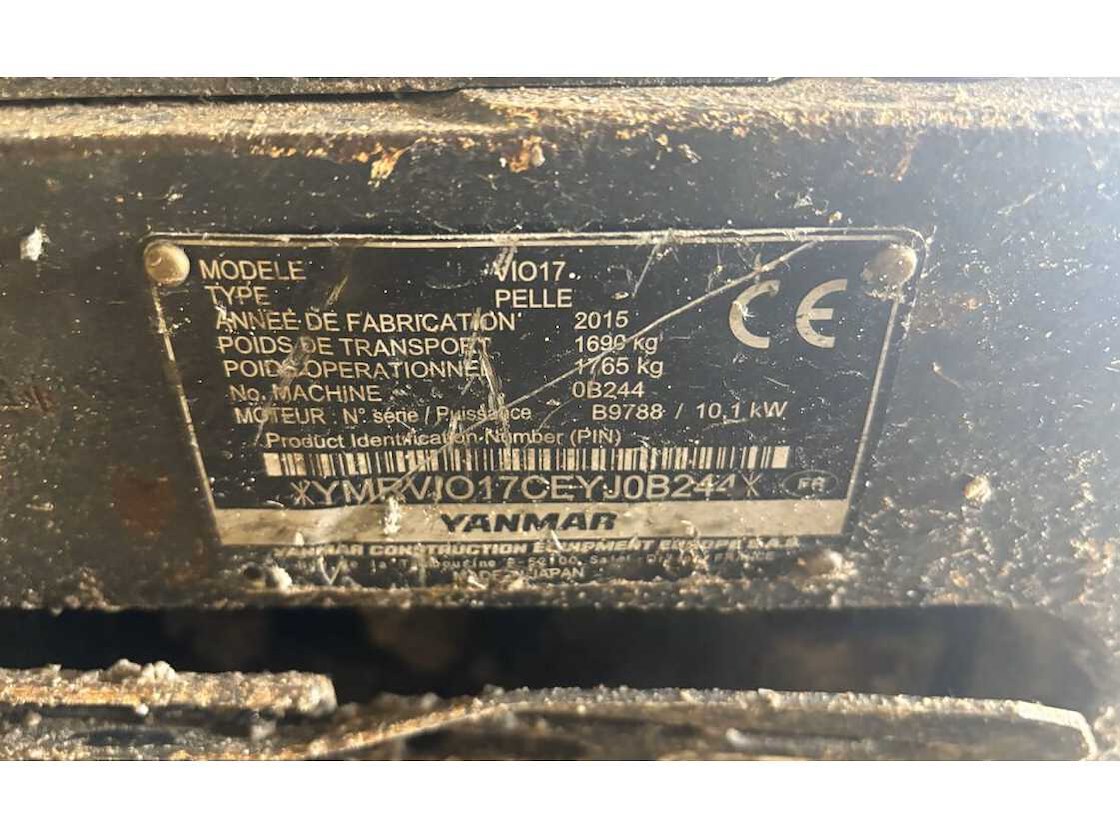 MODELE VIO17
TYPE PELLE
ANNEE DE FABRICATION 2015
POIDS DE TRANSPORT 1690 kg
POIDS OPERATIONNEL 1765 kg
No. MACHINE 0B244
MOTEUR : N° série / Puissance B9788 / 10,1 kW
Product Identification Number (PIN)
*YMRVIO17CEYJ0B244*
FR
CE
YANMAR
YANMAR CONSTRUCTION EQUIPMENT EUROPE S.A.S
FRANCE
MADE IN JAPAN